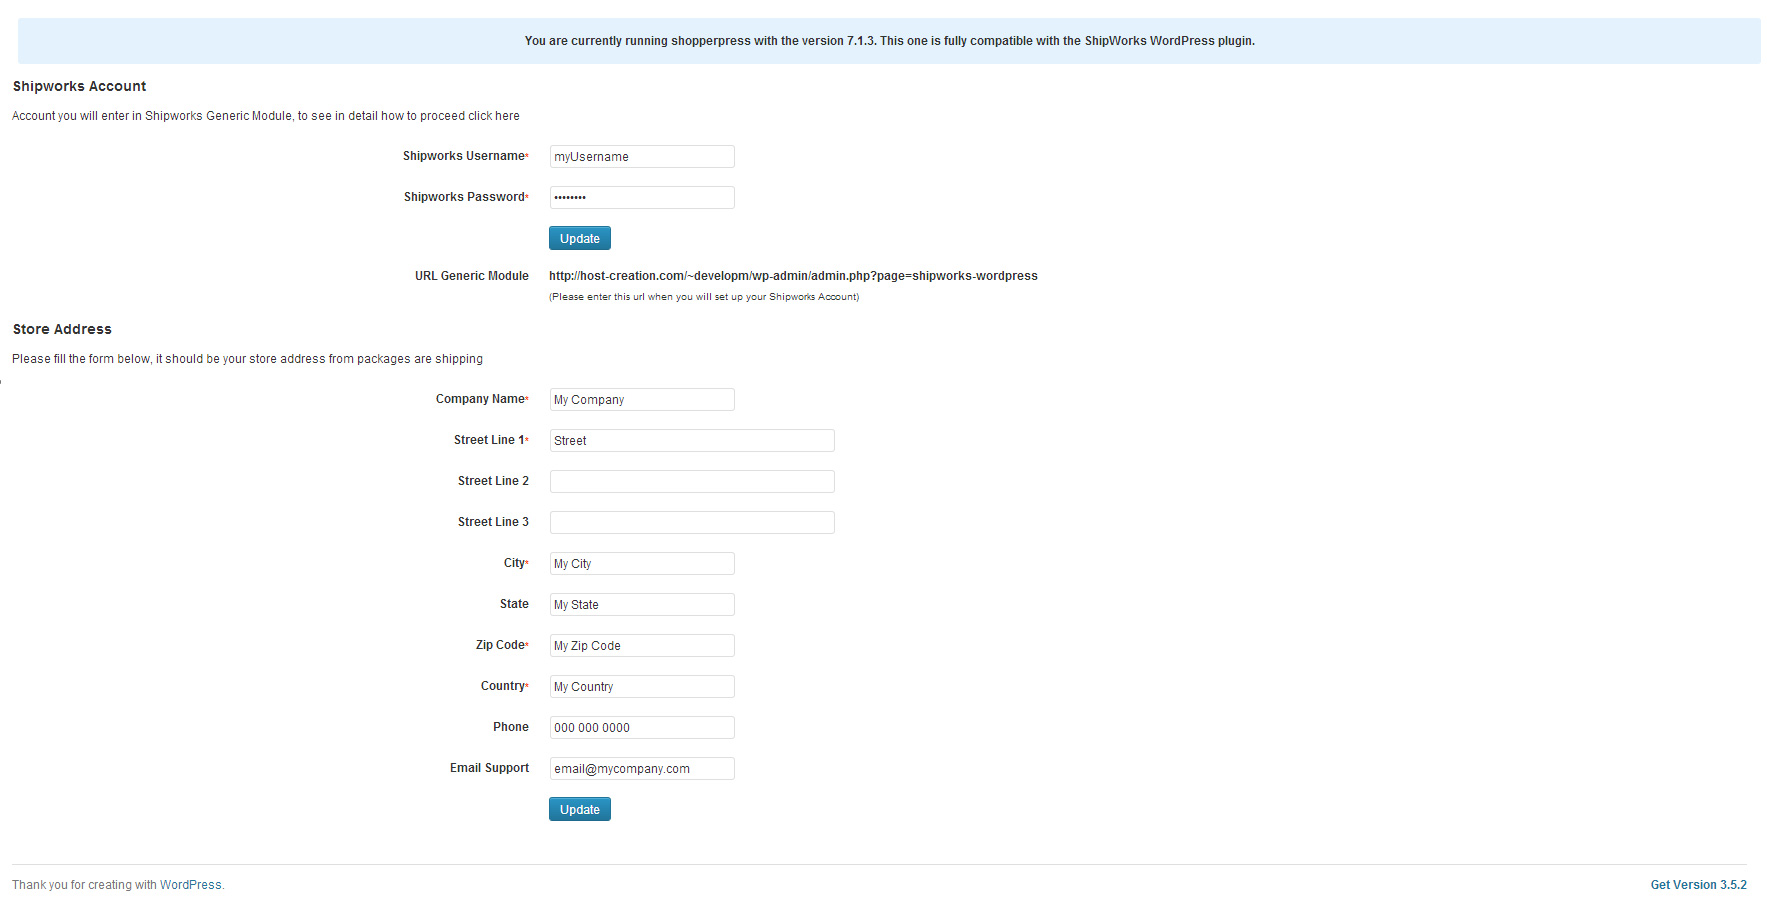 You are currently running shopperpress with the version 7.1.3. This one is fully compatible with the ShipWorks WordPress plugin.
Shipworks Account
Account you will enter in Shipworks Generic Module, to see in detail how to proceed click here
Shipworks Username* myUsername
Shipworks Password* ••••••••
Update
URL Generic Module http://host-creation.com/~developm/wp-admin/admin.php?page=shipworks-wordpress
(Please enter this url when you will set up your Shipworks Account)
Store Address
Please fill the form below, it should be your store address from packages are shipping
Company Name* My Company
Street Line 1* Street
Street Line 2
Street Line 3
City* My City
State My State
Zip Code* My Zip Code
Country* My Country
Phone 000 000 0000
Email Support email@mycompany.com
Update
Thank you for creating with WordPress. Get Version 3.5.2